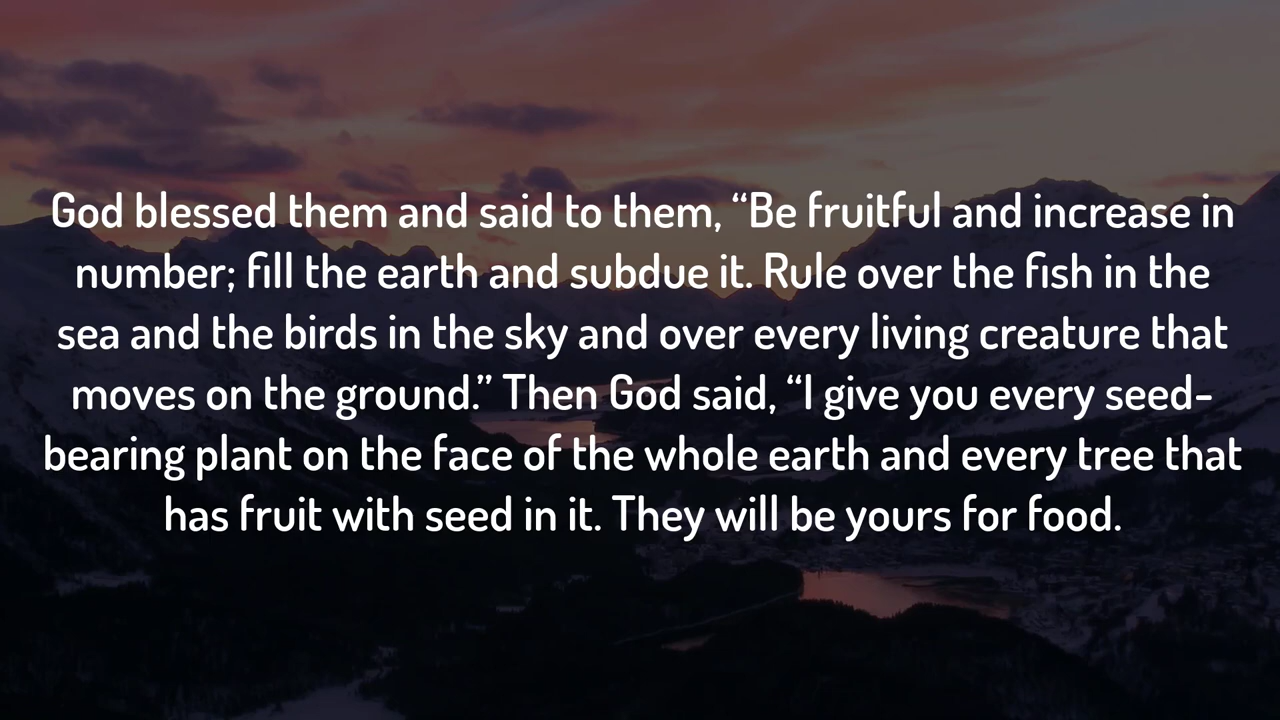 God blessed them and said to them, “Be fruitful and increase in
number; fill the earth and subdue it. Rule over the fish in the
sea and the birds in the sky and over every living creature that
moves on the ground.” Then God said, “I give you every seed-
bearing plant on the face of the whole earth and every tree that
has fruit with seed in it. They will be yours for food.